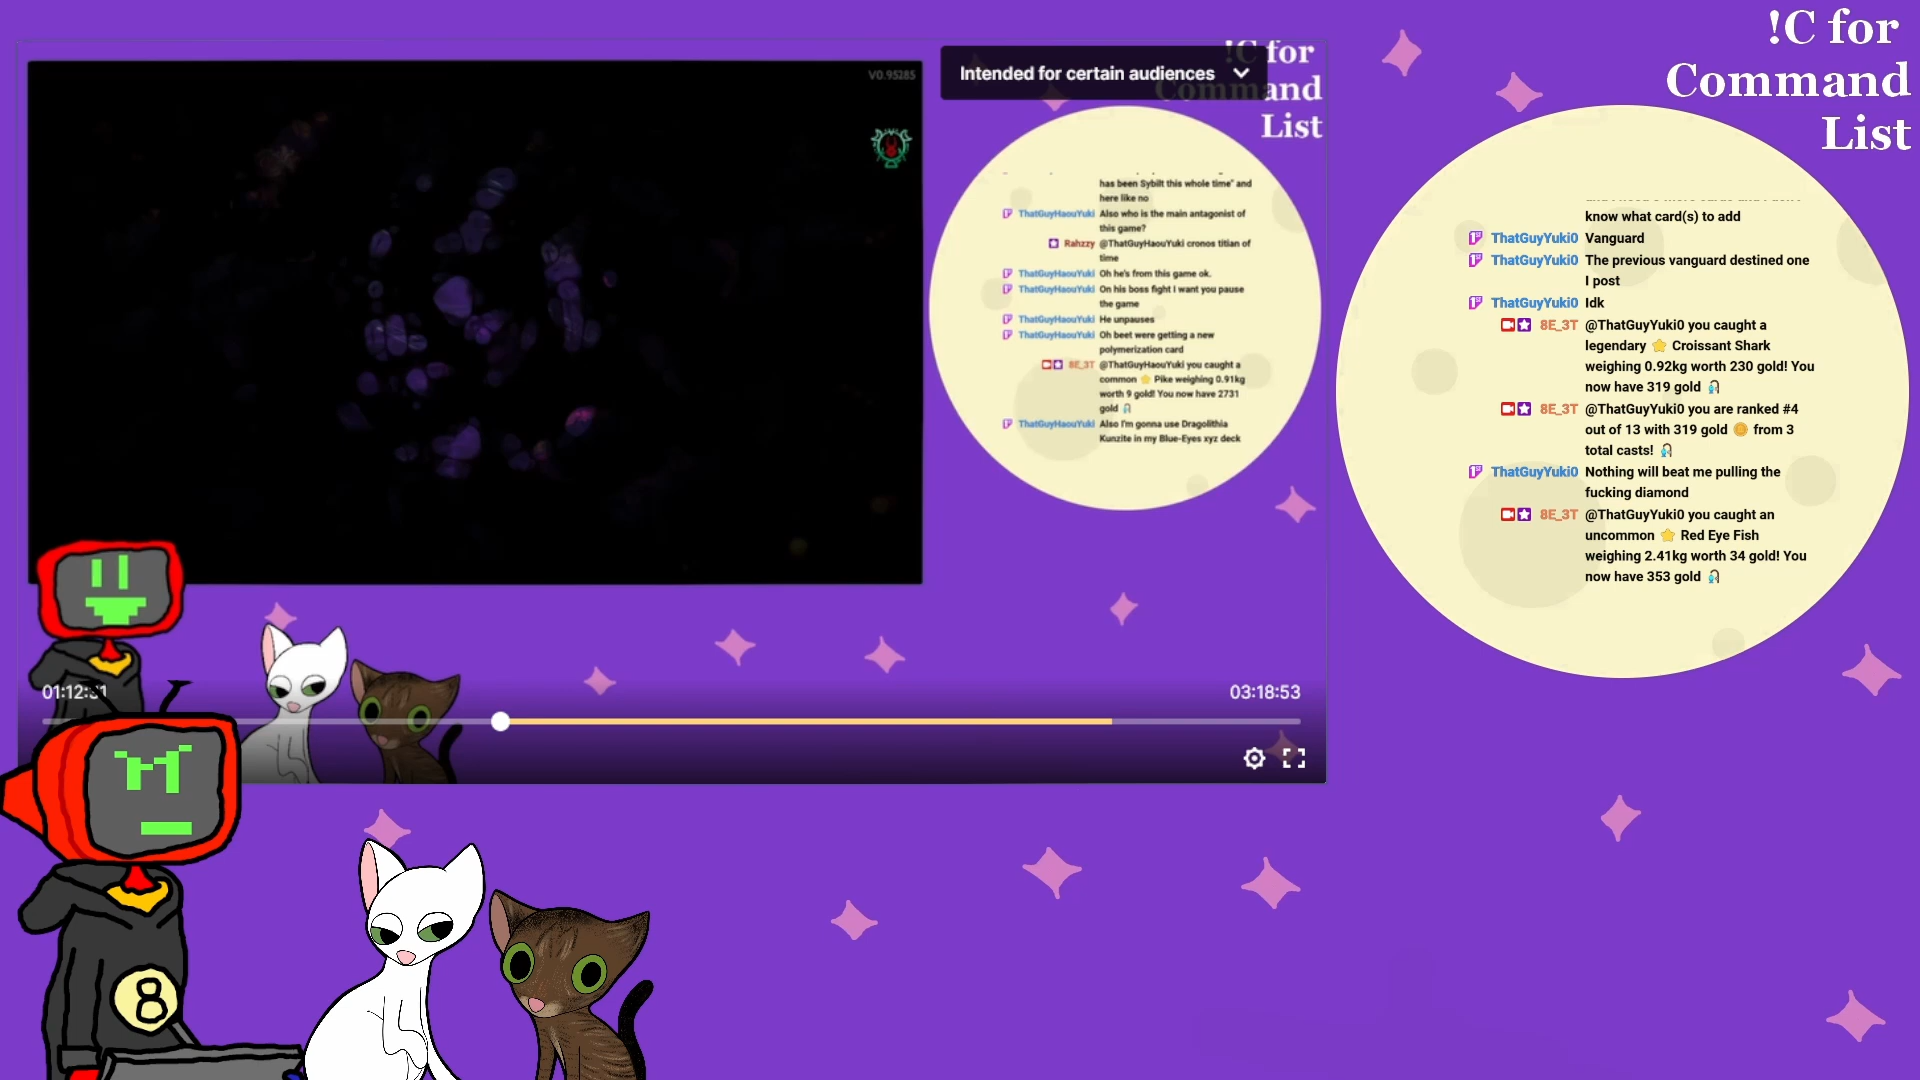 !C for
Command
List
V0.95285
Intended for certain audiences
!C for
Command
List
has been Sybilt this whole time" and
here like no
ThatGuyHaouYuki Also who is the main antagonist of
this game?
Rahzzy @ThatGuyHaouYuki cronos titian of
time
ThatGuyHaouYuki Oh he's from this game ok.
ThatGuyHaouYuki On his boss fight I want you pause
the game
ThatGuyHaouYuki He unpauses
ThatGuyHaouYuki Oh beet were getting a new
polymerization card
8E_3T @ThatGuyHaouYuki you caught a
common ⭐ Pike weighing 0.91kg
worth 9 gold! You now have 2731
gold 🎣
ThatGuyHaouYuki Also I'm gonna use Dragolithia
Kunzite in my Blue-Eyes xyz deck
know what card(s) to add
ThatGuyYuki0 Vanguard
ThatGuyYuki0 The previous vanguard destined one
I post
ThatGuyYuki0 Idk
8E_3T @ThatGuyYuki0 you caught a
legendary ⭐ Croissant Shark
weighing 0.92kg worth 230 gold! You
now have 319 gold 🎣
8E_3T @ThatGuyYuki0 you are ranked #4
out of 13 with 319 gold 🪙 from 3
total casts! 🎣
ThatGuyYuki0 Nothing will beat me pulling the
fucking diamond
8E_3T @ThatGuyYuki0 you caught an
uncommon ⭐ Red Eye Fish
weighing 2.41kg worth 34 gold! You
now have 353 gold 🎣
01:12:31
03:18:53
8